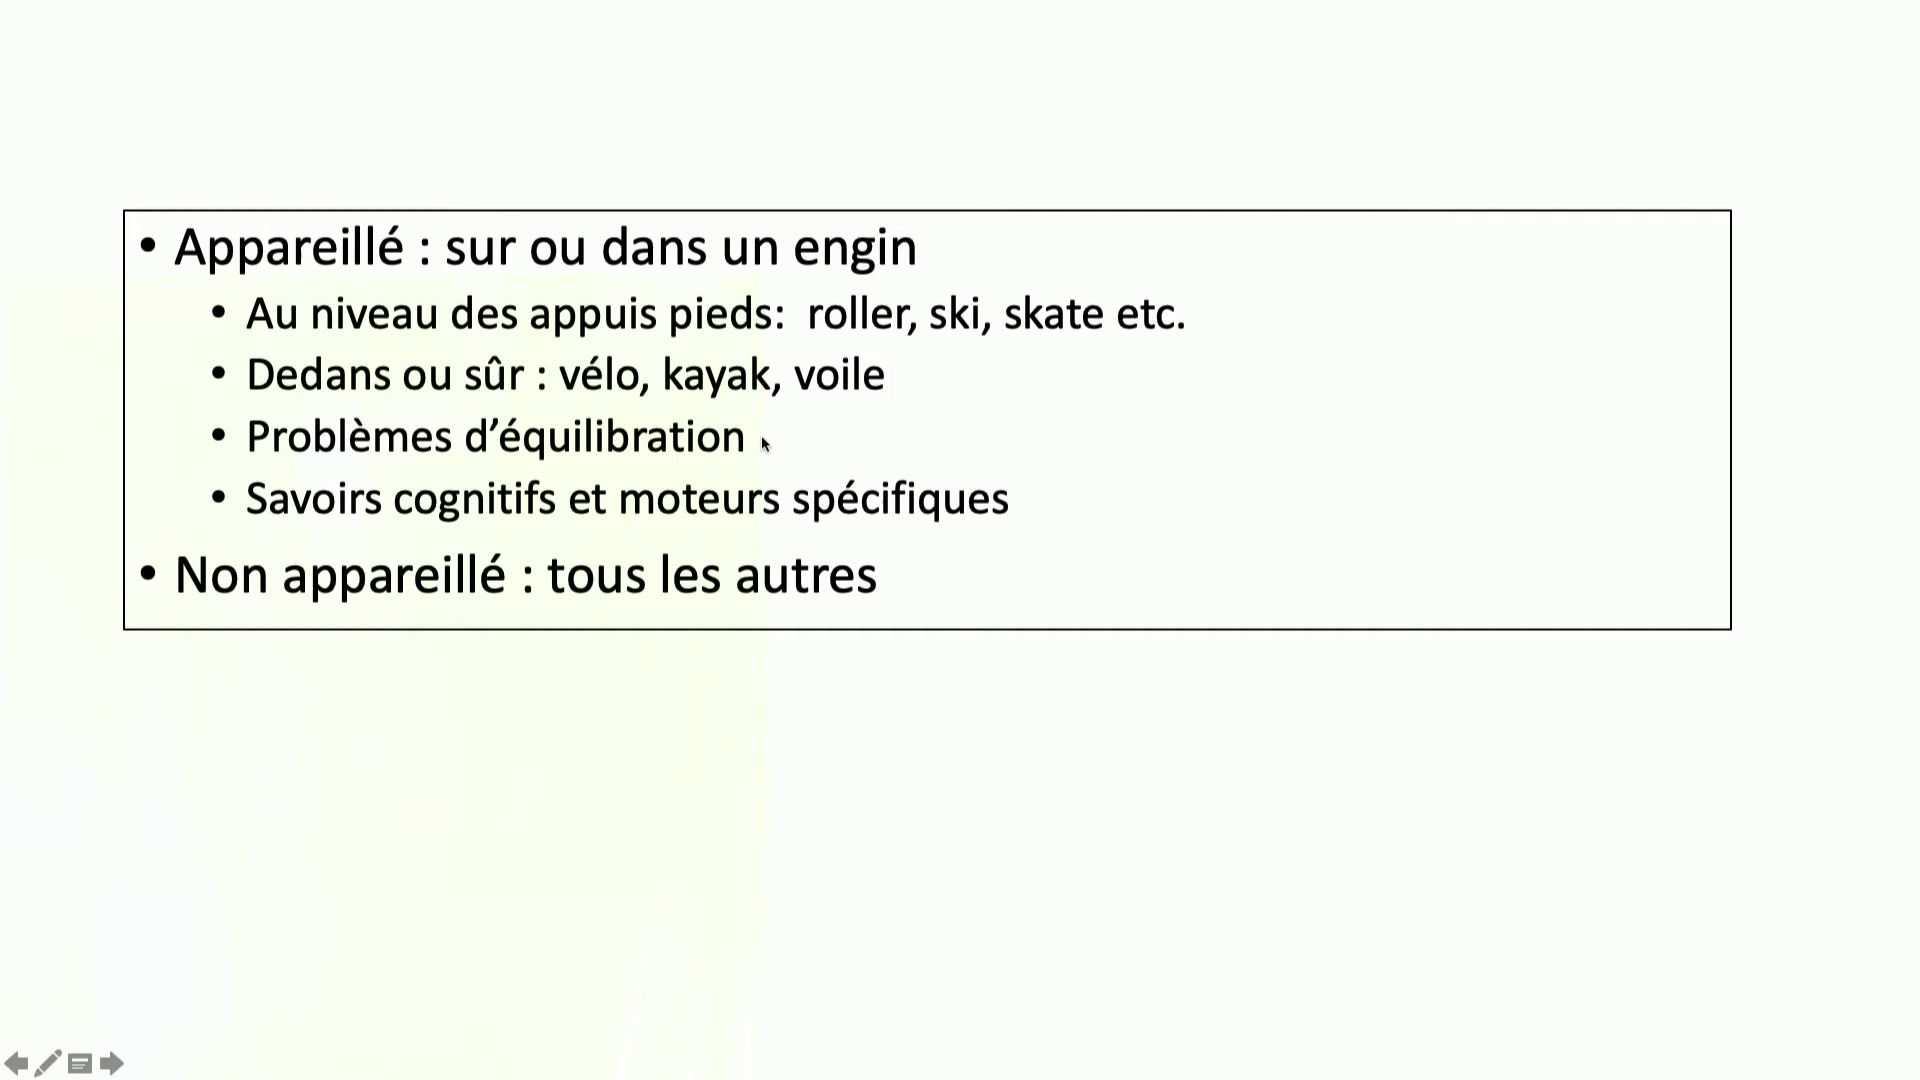 • Appareillé : sur ou dans un engin
• Au niveau des appuis pieds:  roller, ski, skate etc.
• Dedans ou sûr : vélo, kayak, voile
• Problèmes d’équilibration
• Savoirs cognitifs et moteurs spécifiques
• Non appareillé : tous les autres